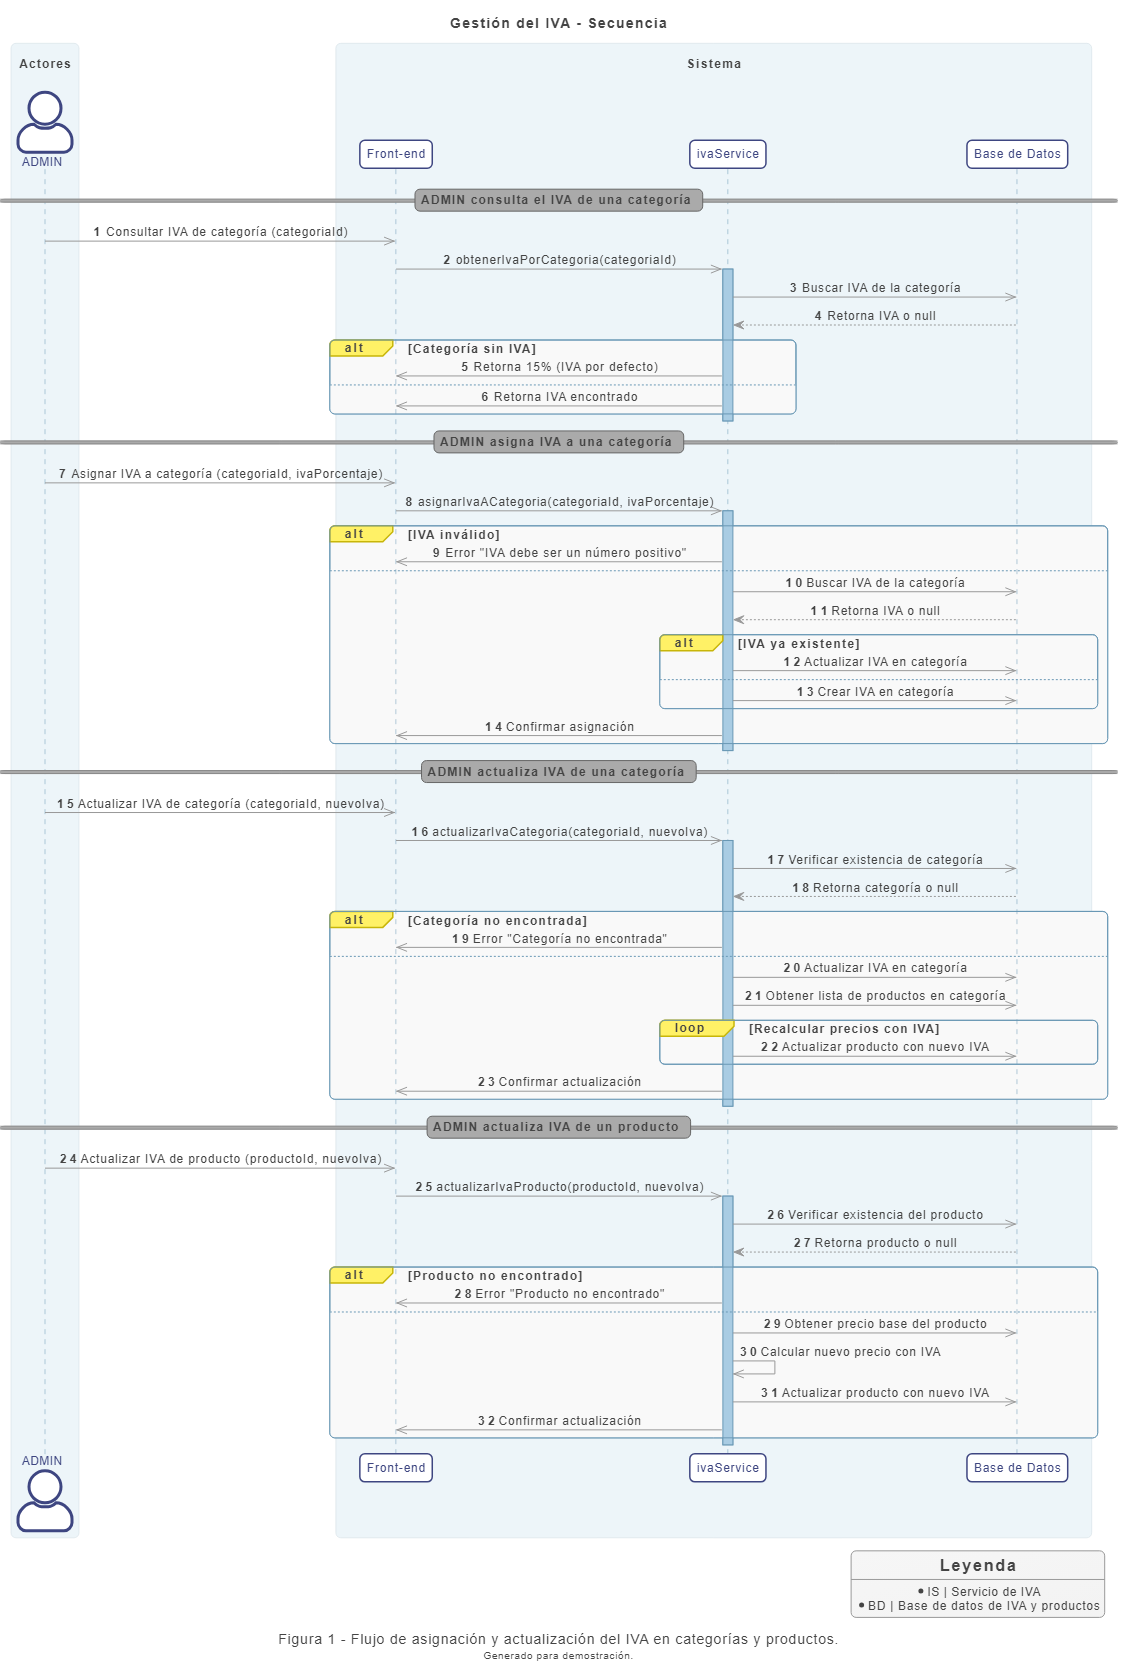 Gestión del IVA - Secuencia
Actores
Sistema
ADMIN
Front-end
ivaService
Base de Datos
ADMIN consulta el IVA de una categoría
1 Consultar IVA de categoría (categoriaId)
2 obtenerIvaPorCategoria(categoriaId)
3 Buscar IVA de la categoría
4 Retorna IVA o null
alt [Categoría sin IVA]
5 Retorna 15% (IVA por defecto)
6 Retorna IVA encontrado
ADMIN asigna IVA a una categoría
7 Asignar IVA a categoría (categoriaId, ivaPorcentaje)
8 asignarIvaACategoria(categoriaId, ivaPorcentaje)
alt [IVA inválido]
9 Error "IVA debe ser un número positivo"
10 Buscar IVA de la categoría
11 Retorna IVA o null
alt [IVA ya existente]
12 Actualizar IVA en categoría
13 Crear IVA en categoría
14 Confirmar asignación
ADMIN actualiza IVA de una categoría
15 Actualizar IVA de categoría (categoriaId, nuevoIva)
16 actualizarIvaCategoria(categoriaId, nuevoIva)
17 Verificar existencia de categoría
18 Retorna categoría o null
alt [Categoría no encontrada]
19 Error "Categoría no encontrada"
20 Actualizar IVA en categoría
21 Obtener lista de productos en categoría
loop [Recalcular precios con IVA]
22 Actualizar producto con nuevo IVA
23 Confirmar actualización
ADMIN actualiza IVA de un producto
24 Actualizar IVA de producto (productoId, nuevoIva)
25 actualizarIvaProducto(productoId, nuevoIva)
26 Verificar existencia del producto
27 Retorna producto o null
alt [Producto no encontrado]
28 Error "Producto no encontrado"
29 Obtener precio base del producto
30 Calcular nuevo precio con IVA
31 Actualizar producto con nuevo IVA
32 Confirmar actualización
ADMIN
Front-end
ivaService
Base de Datos
Leyenda
• IS | Servicio de IVA
• BD | Base de datos de IVA y productos
Figura 1 - Flujo de asignación y actualización del IVA en categorías y productos.
Generado para demostración.